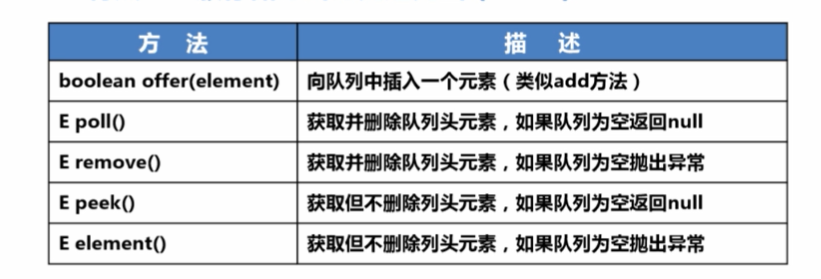 方 法 描 述
boolean offer(element) 向队列中插入一个元素（类似add方法）
E poll() 获取并删除队列头元素，如果队列为空返回null
E remove() 获取并删除队列头元素，如果队列为空抛出异常
E peek() 获取但不删除列头元素，如果队列为空返回null
E element() 获取但不删除列头元素，如果队列为空抛出异常